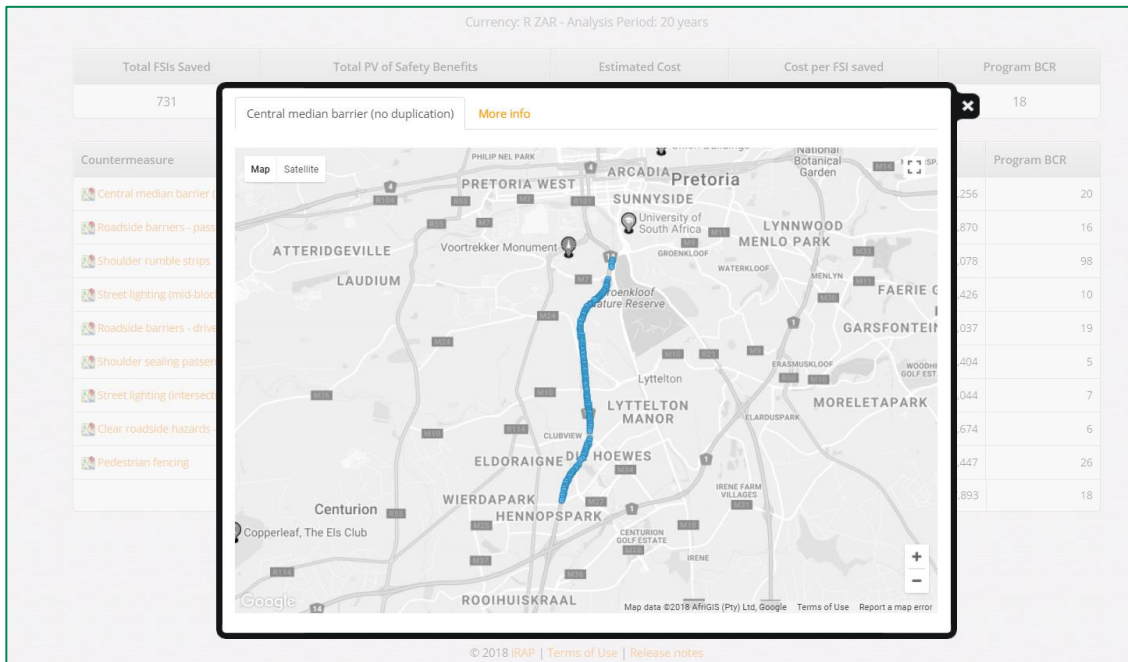 Currency: R ZAR - Analysis Period: 20 years
Total FSIs Saved Total PV of Safety Benefits Estimated Cost Cost per FSI saved Program BCR
731 18
Central median barrier (no duplication) More info
Countermeasure Program BCR
Central median barrier ( ,256 20
Roadside barriers - pass ,870 16
Shoulder rumble strips ,078 98
Street lighting (mid-bloc ,426 10
Roadside barriers - drive ,037 19
Shoulder sealing passen ,404 5
Street lighting (intersect ,044 7
Clear roadside hazards - ,674 6
Pedestrian fencing ,447 26
,893 18
Map Satellite
PHILIP NEL PARK
National
Botanical
Garden
ARCADIA
Pretoria
PRETORIA WEST
SUNNYSIDE
University of
South Africa
LYNNWOOD
MENLO PARK
Voortrekker Monument
ATTERIDGEVILLE
GROENKLOOF
WATERKLOOF
MENLYN
LAUDIUM
Groenkloof
Nature Reserve
FAERIE G
GARSFONTEIN
ERASMUSKLOOF
WOODH
GOLF EST
Lyttelton
MORELETAPARK
LYTTELTON
MANOR
ELARDUSPARK
CLUBVIEW
ELDORAIGNE
DIE HOEWES
IRENE FARM
VILLAGES
WIERDAPARK
Centurion
HENNOPSPARK
Copperleaf, The Els Club
CENTURION
GOLF ESTATE
IRENE
ROOIHUISKRAAL
Google
Map data ©2018 AfriGIS (Pty) Ltd, Google Terms of Use Report a map error
© 2018 iRAP | Terms of Use | Release notes